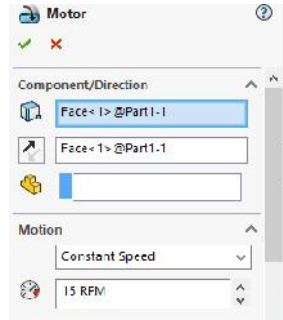 Motor
Component/Direction
Face<1>@Part1-1
Face<1>@Part1-1
Motion
Constant Speed
15 RPM